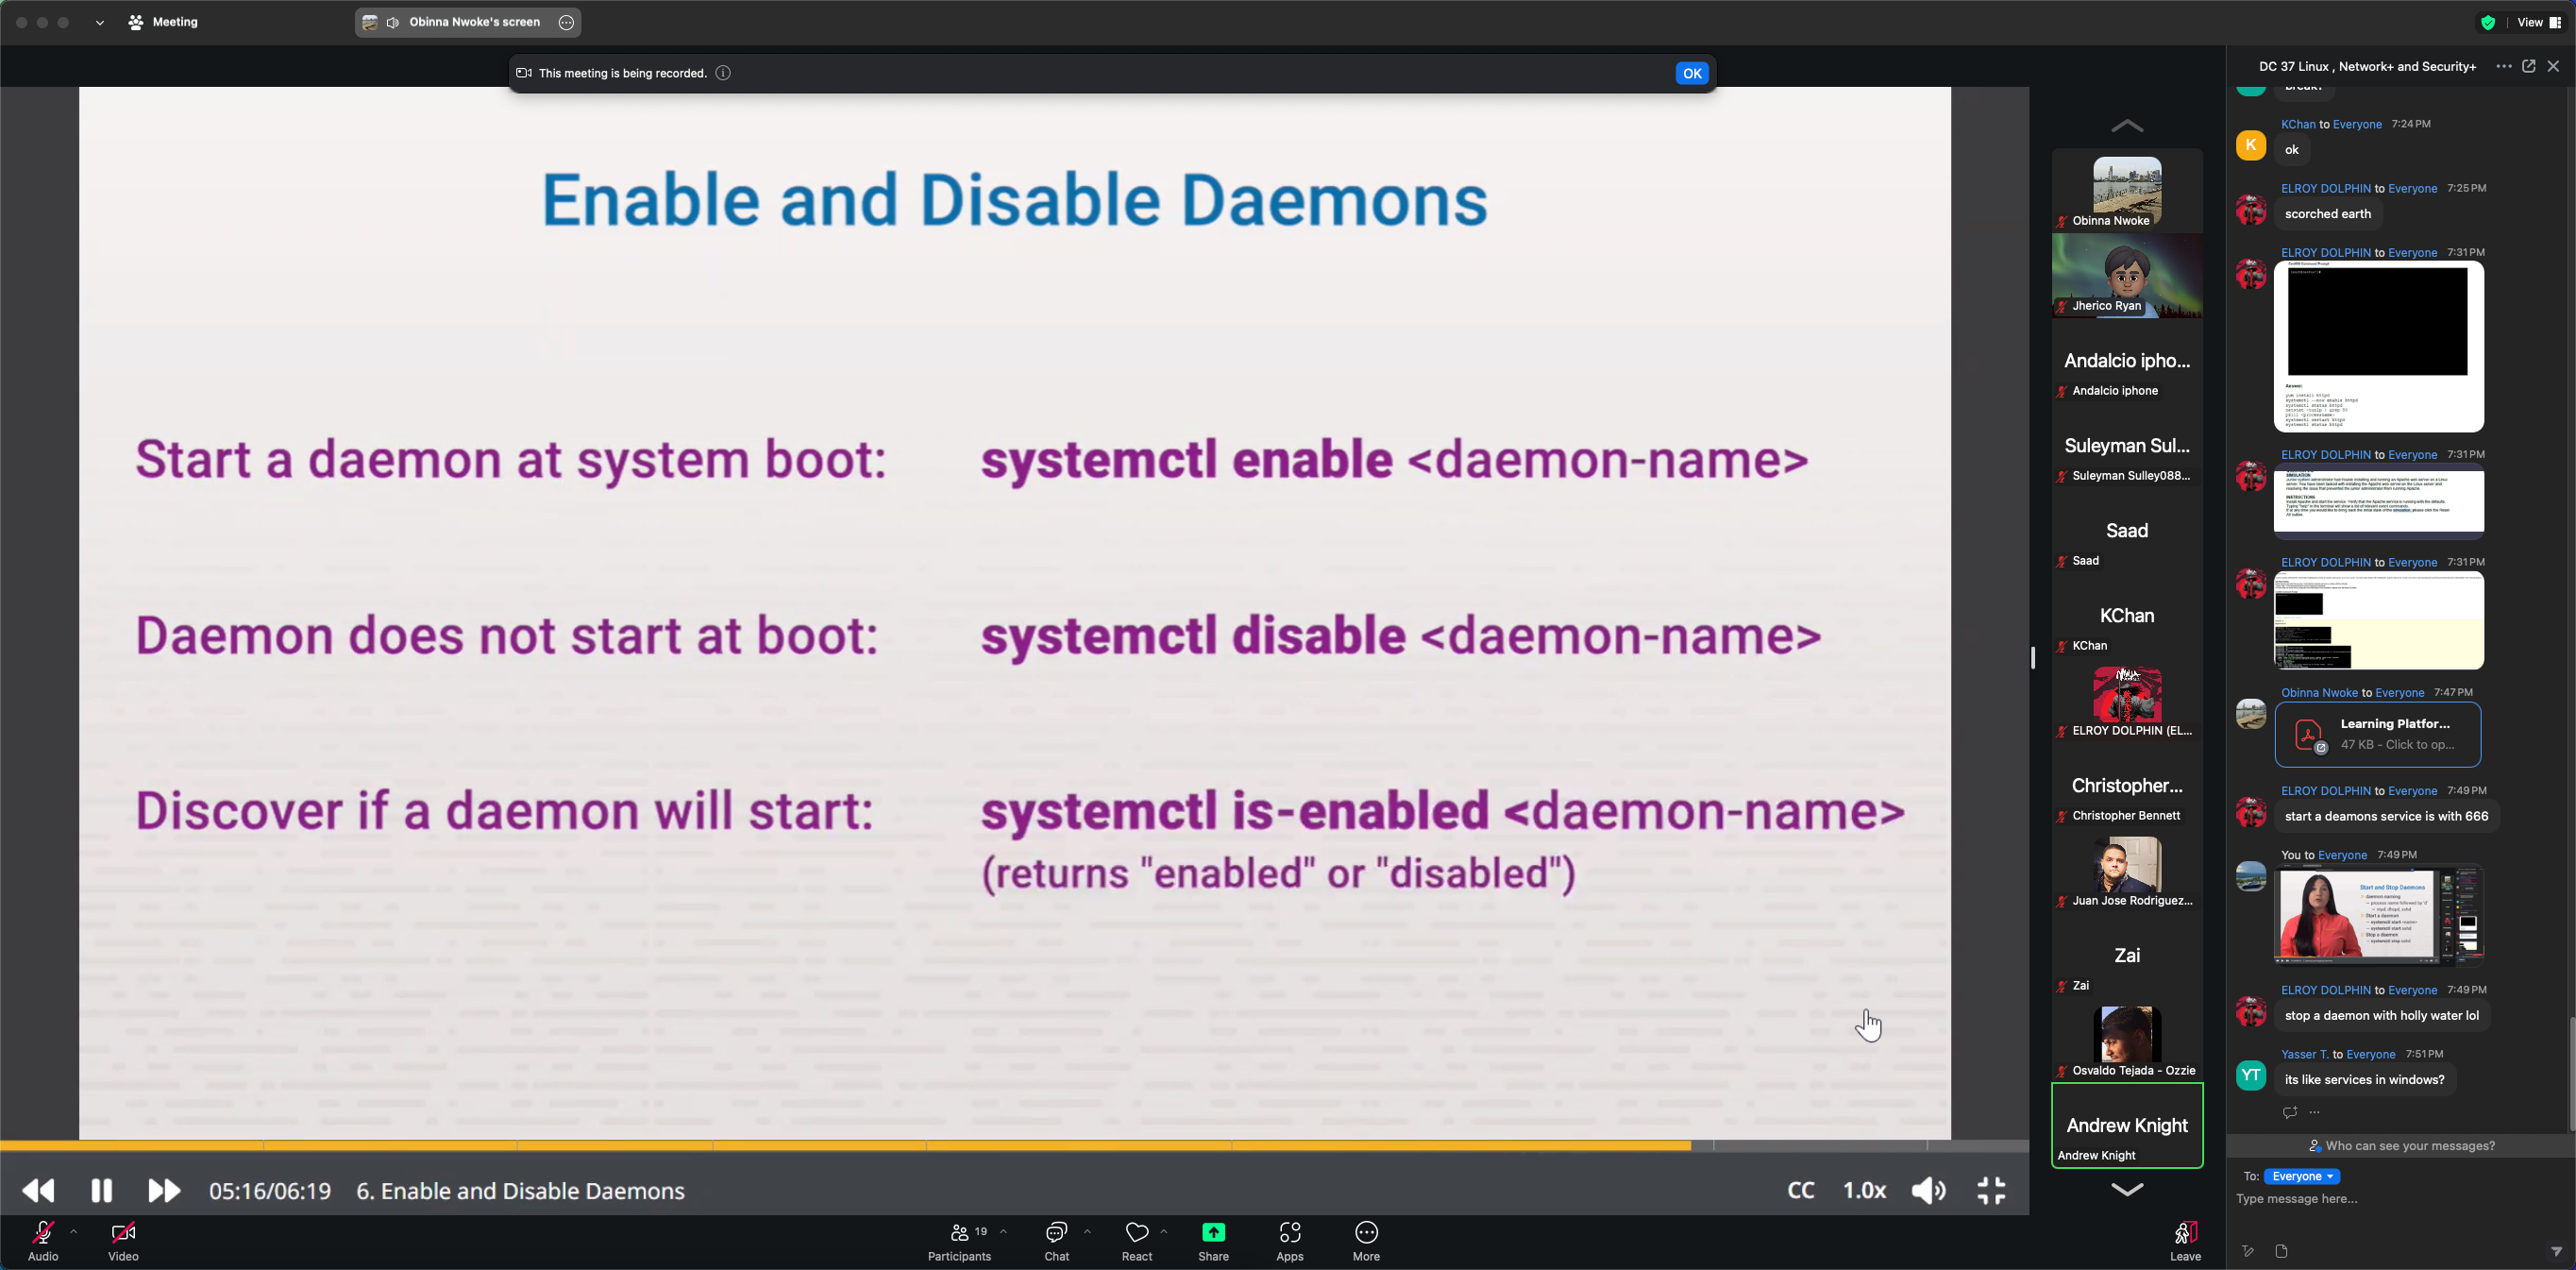 Meeting
Obinna Nwoke's screen
View
This meeting is being recorded.
OK
Enable and Disable Daemons
Start a daemon at system boot: systemctl enable <daemon-name>
Daemon does not start at boot: systemctl disable <daemon-name>
Discover if a daemon will start: systemctl is-enabled <daemon-name>
(returns "enabled" or "disabled")
05:16/06:19 6. Enable and Disable Daemons
CC 1.0x
Audio
Video
19
Participants
Chat
React
Share
Apps
More
Leave
Obinna Nwoke
Jherico Ryan
Andalcio ipho...
Andalcio iphone
Suleyman Sul...
Suleyman Sulley088...
Saad
Saad
KChan
KChan
ELROY DOLPHIN (EL...
Christopher...
Christopher Bennett
Juan Jose Rodriguez...
Zai
Zai
Osvaldo Tejada - Ozzie
Andrew Knight
Andrew Knight
DC 37 Linux , Network+ and Security+
KChan to Everyone 7:24 PM
K
ok
ELROY DOLPHIN to Everyone 7:25 PM
scorched earth
ELROY DOLPHIN to Everyone 7:31 PM
ELROY DOLPHIN to Everyone 7:31 PM
SIMULATION
INSTRUCTIONS
ELROY DOLPHIN to Everyone 7:31 PM
Obinna Nwoke to Everyone 7:47 PM
Learning Platfor...
47 KB - Click to op...
ELROY DOLPHIN to Everyone 7:49 PM
start a deamons service is with 666
You to Everyone 7:49 PM
Start and Stop Daemons
ELROY DOLPHIN to Everyone 7:49 PM
stop a daemon with holly water lol
Yasser T. to Everyone 7:51 PM
YT
its like services in windows?
Who can see your messages?
To: Everyone
Type message here...